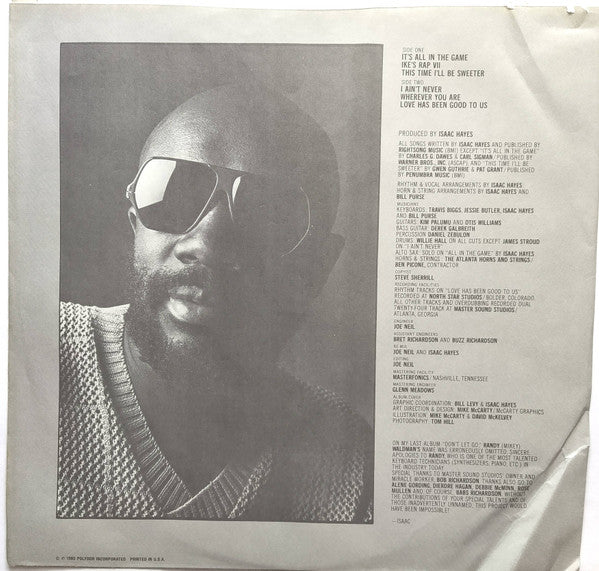 SIDE ONE
IT'S ALL IN THE GAME
IKE'S RAP VII
THIS TIME I'LL BE SWEETER
SIDE TWO
I AIN'T NEVER
WHEREVER YOU ARE
LOVE HAS BEEN GOOD TO US
PRODUCED BY ISAAC HAYES
ALL SONGS WRITTEN BY ISAAC HAYES AND PUBLISHED BY
RIGHTSONG MUSIC (BMI) EXCEPT "IT'S ALL IN THE GAME"
BY CHARLES G. DAWES & CARL SIGMAN/PUBLISHED BY
WARNER BROS., INC. (ASCAP), AND "THIS TIME I'LL BE
SWEETER" BY GWEN GUTHRIE & PAT GRANT/PUBLISHED
BY PENUMBRA MUSIC (BMI)
RHYTHM & VOCAL ARRANGEMENTS BY ISAAC HAYES
HORN & STRING ARRANGEMENTS BY ISAAC HAYES AND
BILL PURSE
MUSICIANS
KEYBOARDS: TRAVIS BIGGS, JESSIE BUTLER, ISAAC HAYES
AND BILL PURSE
GUITARS: KIM PALUMU AND OTIS WILLIAMS
BASS GUITAR: DEREK GALBREITH
PERCUSSION: DANIEL ZEBULON
DRUMS: WILLIE HALL ON ALL CUTS EXCEPT JAMES STROUD
ON "I AIN'T NEVER"
ALTO SAX: SOLO ON "ALL IN THE GAME" BY ISAAC HAYES
HORNS & STRINGS: THE ATLANTA HORNS AND STRINGS/
BEN PICONE, CONTRACTOR
COPYIST
STEVE SHERRILL
RECORDING FACILITIES
RHYTHM TRACKS ON "LOVE HAS BEEN GOOD TO US"
RECORDED AT NORTH STAR STUDIOS/BOLDER, COLORADO.
ALL OTHER TRACKS AND OVERDUBBING RECORDED DUAL
TWENTY-FOUR TRACK AT MASTER SOUND STUDIOS/
ATLANTA, GEORGIA
ENGINEER
JOE NEIL
ASSISTANT ENGINEERS
BRET RICHARDSON AND BUZZ RICHARDSON
RE-MIX
JOE NEIL AND ISAAC HAYES
EDITING
JOE NEIL
MASTERING FACILITY
MASTERFONICS/NASHVILLE, TENNESSEE
MASTERING ENGINEER
GLENN MEADOWS
ALBUM COVER
GRAPHIC COORDINATION: BILL LEVY & ISAAC HAYES
ART DIRECTION & DESIGN: MIKE McCARTY/McCARTY GRAPHICS
ILLUSTRATION: MIKE McCARTY & DAVID McKELVEY
PHOTOGRAPHY: TOM HILL
ON MY LAST ALBUM "DON'T LET GO" RANDY (MIKEY)
WALDMAN'S NAME WAS ERRONEOUSLY OMITTED. SINCERE
APOLOGIES TO RANDY, WHO IS ONE OF THE MOST TALENTED
KEYBOARD TECHNICIANS (SYNTHESIZERS, PIANO, ETC.) IN
THE INDUSTRY TODAY.
SPECIAL THANKS TO MASTER SOUND STUDIOS' OWNER AND
MIRACLE WORKER, BOB RICHARDSON. THANKS ALSO GO TO
ALENE GORDING, DIERDRE HAGAN, DEBBIE McMINN, ROSE
MULLEN AND, OF COURSE, BABS RICHARDSON. WITHOUT
THE CONTRIBUTIONS OF YOUR SPECIAL TALENTS AND OF
THOSE INADVERTENTLY UNNAMED, THIS PROJECT WOULD
HAVE BEEN IMPOSSIBLE!
—ISAAC
© ℗ 1980 POLYDOR INCORPORATED PRINTED IN U.S.A.